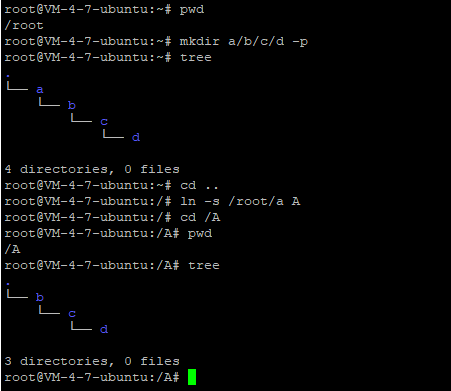 root@VM-4-7-ubuntu:~# pwd
/root
root@VM-4-7-ubuntu:~# mkdir a/b/c/d -p
root@VM-4-7-ubuntu:~# tree
.
└── a
    └── b
        └── c
            └── d

4 directories, 0 files
root@VM-4-7-ubuntu:~# cd ..
root@VM-4-7-ubuntu:/# ln -s /root/a A
root@VM-4-7-ubuntu:/# cd /A
root@VM-4-7-ubuntu:/A# pwd
/A
root@VM-4-7-ubuntu:/A# tree
.
└── b
    └── c
        └── d

3 directories, 0 files
root@VM-4-7-ubuntu:/A#